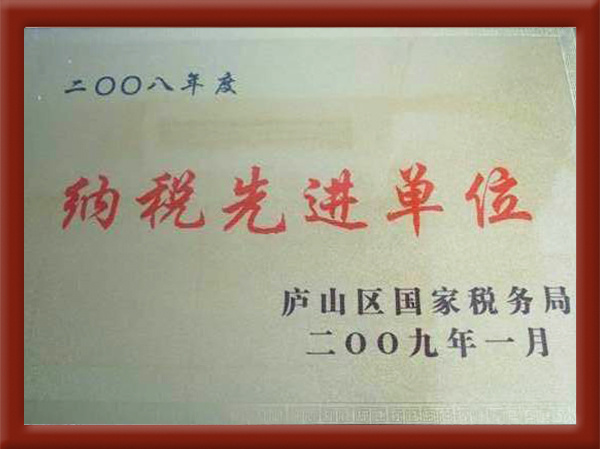 二〇〇八年度
纳税先进单位
庐山区国家税务局
二〇〇九年一月